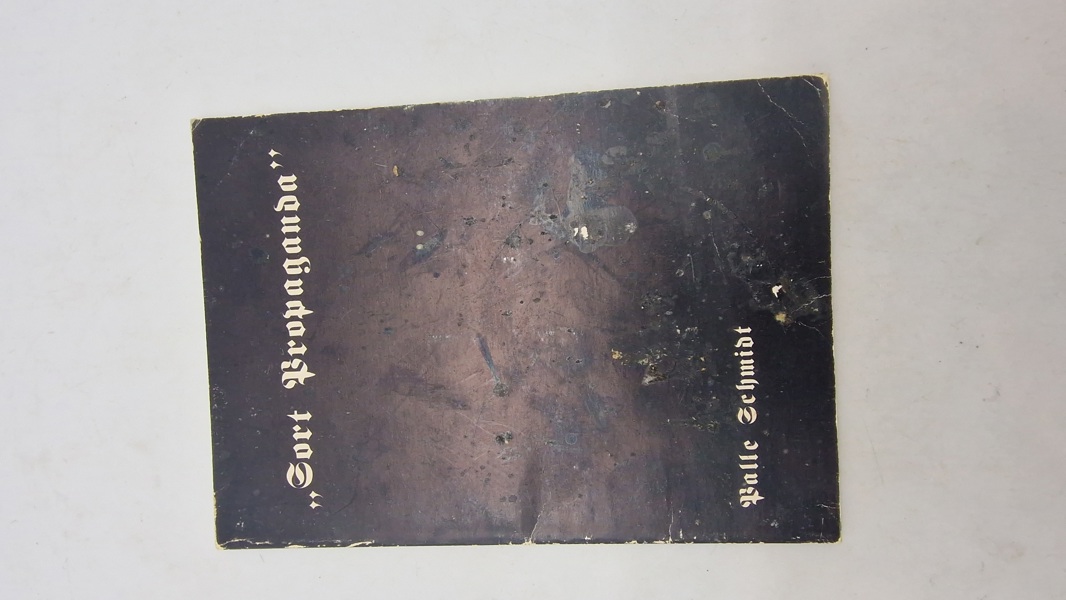 „Sort Propaganda”
Palle Schmidt